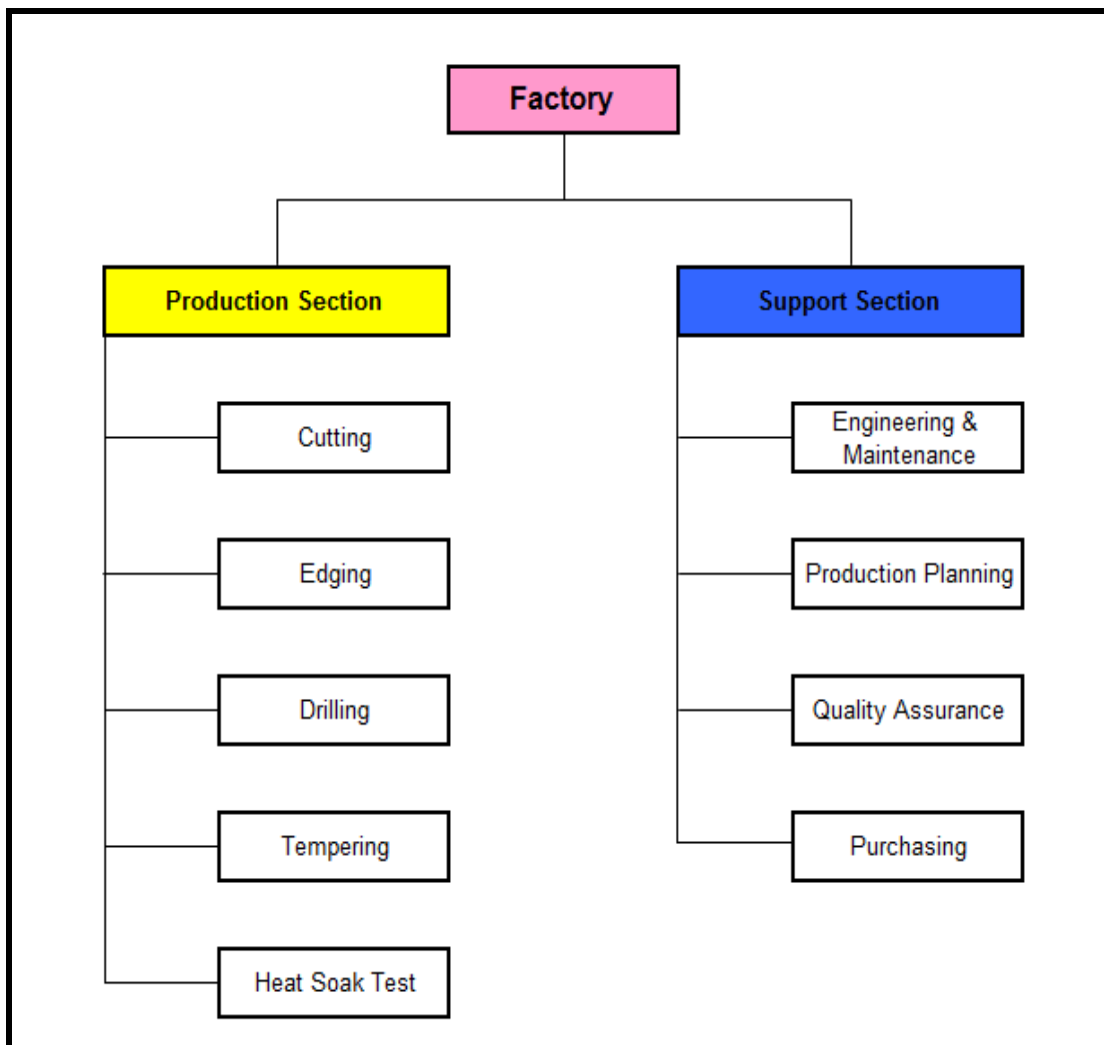 Factory
Production Section
Support Section
Cutting
Engineering &
Maintenance
Edging
Production Planning
Drilling
Quality Assurance
Tempering
Purchasing
Heat Soak Test